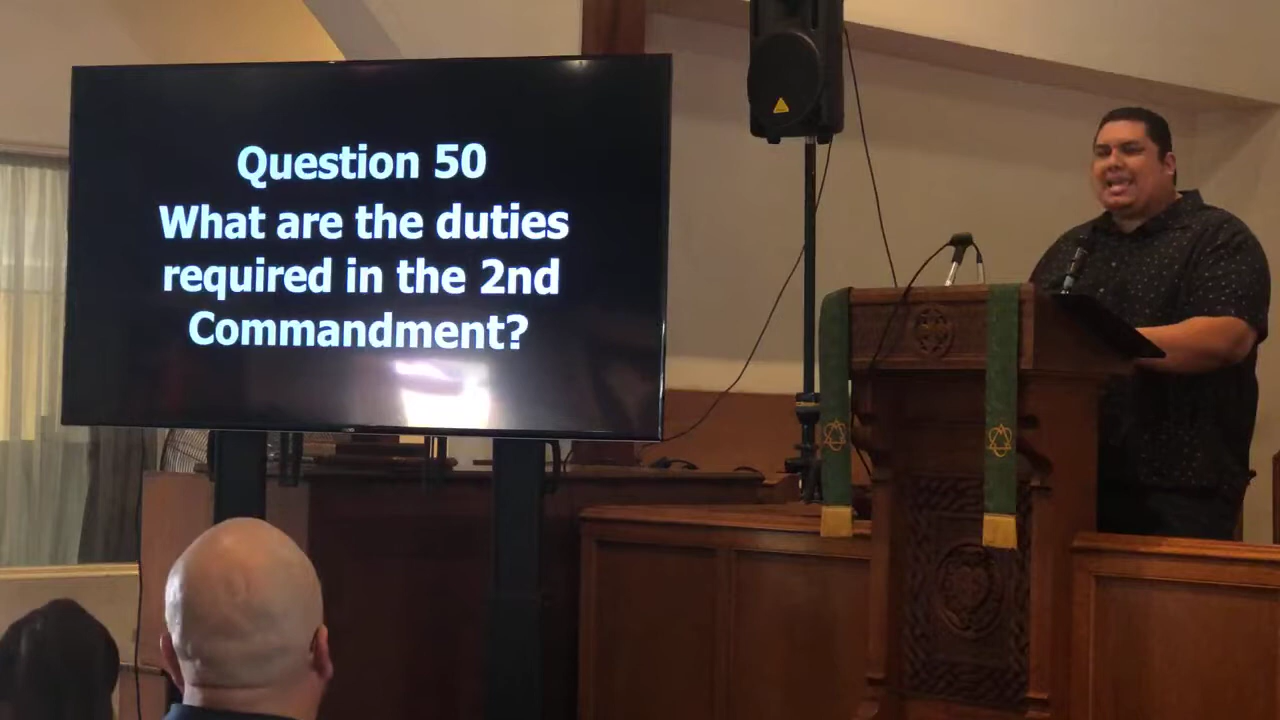 Question 50
What are the duties
required in the 2nd
Commandment?